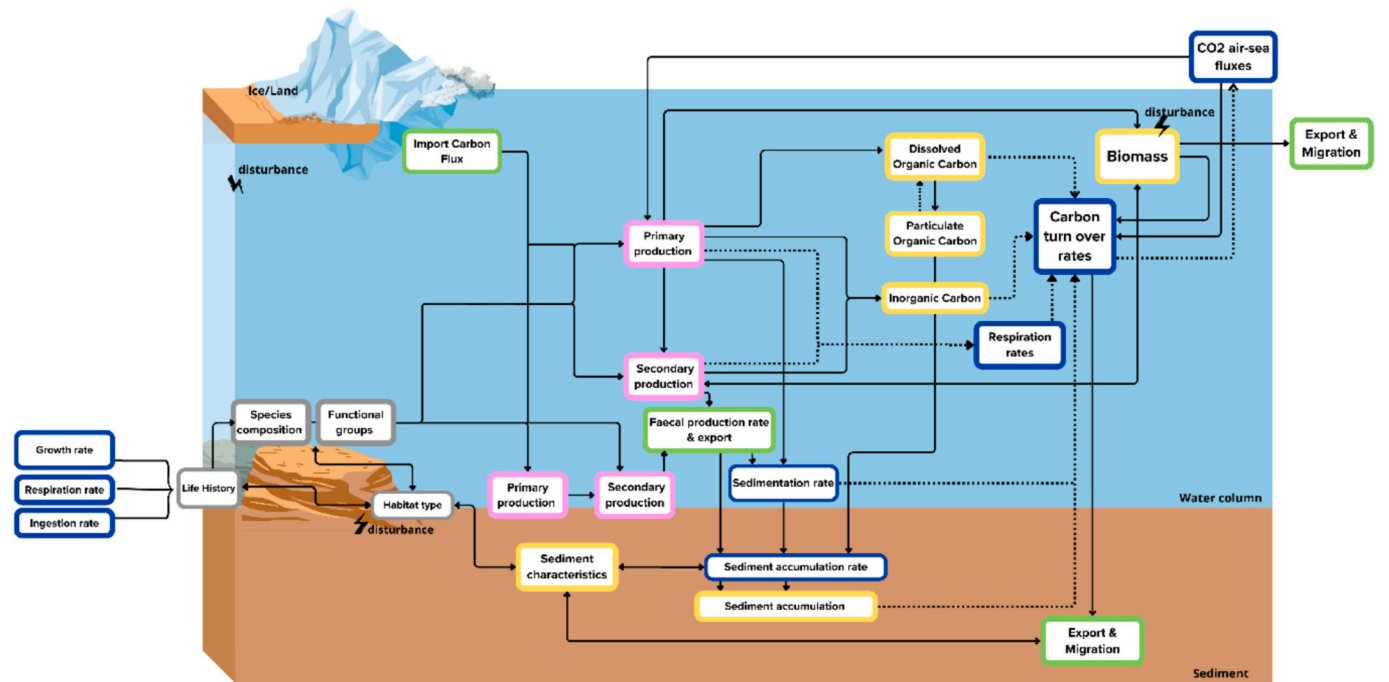 CO2 air-sea
fluxes
Ice/Land
disturbance
Export &
Migration
Import Carbon
Flux
Dissolved
Organic Carbon
Biomass
disturbance
Particulate
Organic Carbon
Carbon
turn over
rates
Primary
production
Inorganic Carbon
Respiration
rates
Secondary
production
Species
composition
Functional
groups
Faecal production rate
& export
Growth rate
Respiration rate
Ingestion rate
Life History
Habitat type
Primary
production
Secondary
production
Sedimentation rate
Water column
disturbance
Sediment
characteristics
Sediment accumulation rate
Sediment accumulation
Export &
Migration
Sediment